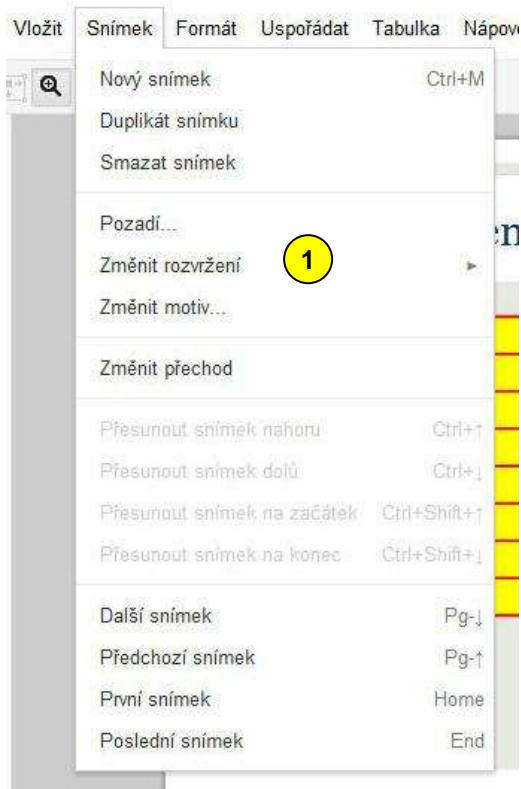 Vložit Snímek Formát Uspořádat Tabulka Nápov
Nový snímek Ctrl+M
Duplikát snímku
Smazat snímek
Pozadí...
Změnit rozvržení 1 ►
Změnit motiv...
Změnit přechod
Přesunout snímek nahoru Ctrl+↑
Přesunout snímek dolů Ctrl+↓
Přesunout snímek na začátek Ctrl+Shift+↑
Přesunout snímek na konec Ctrl+Shift+↓
Další snímek Pg-↓
Předchozí snímek Pg-↑
První snímek Home
Poslední snímek End